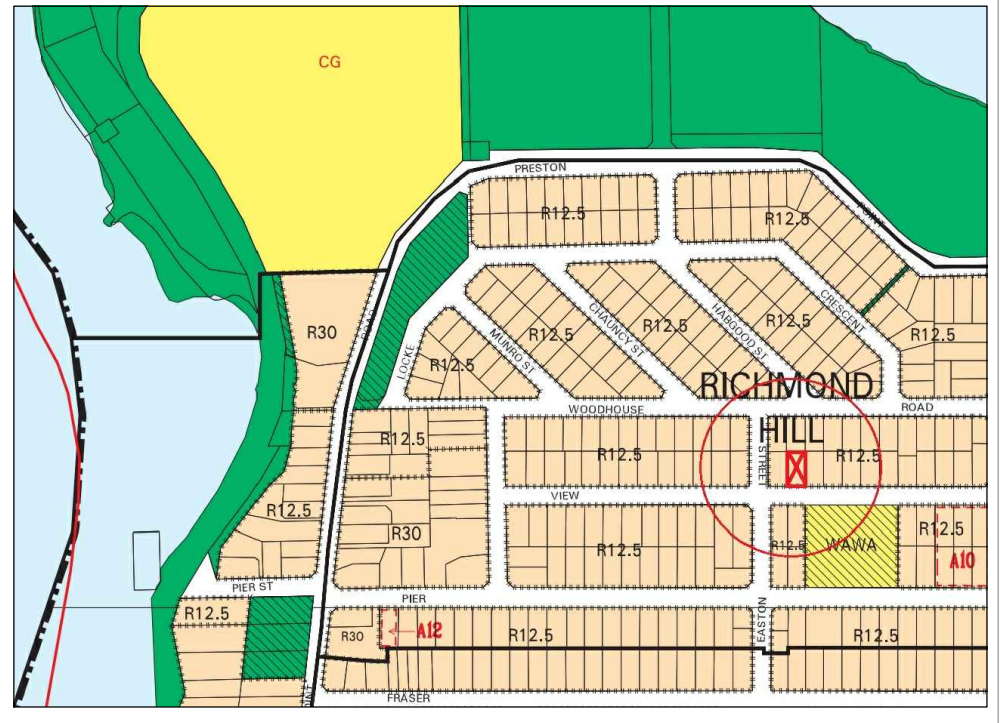 CG
PRESTON
R12.5
R12.5
POINT
R30
ROAD
LOCKE
R12.5
MUNRO ST
R12.5
CHAUNCY ST
R12.5
HABGOOD ST
R12.5
CRESCENT
R12.5
RICHMOND
HILL
WOODHOUSE
ROAD
R12.5
R12.5
STREET
R12.5
R12.5
R30
VIEW
R12.5
R12.5
WAWA
R12.5
A10
PIER ST
PIER
R12.5
R30
A12
R12.5
EASTON
R12.5
FRASER